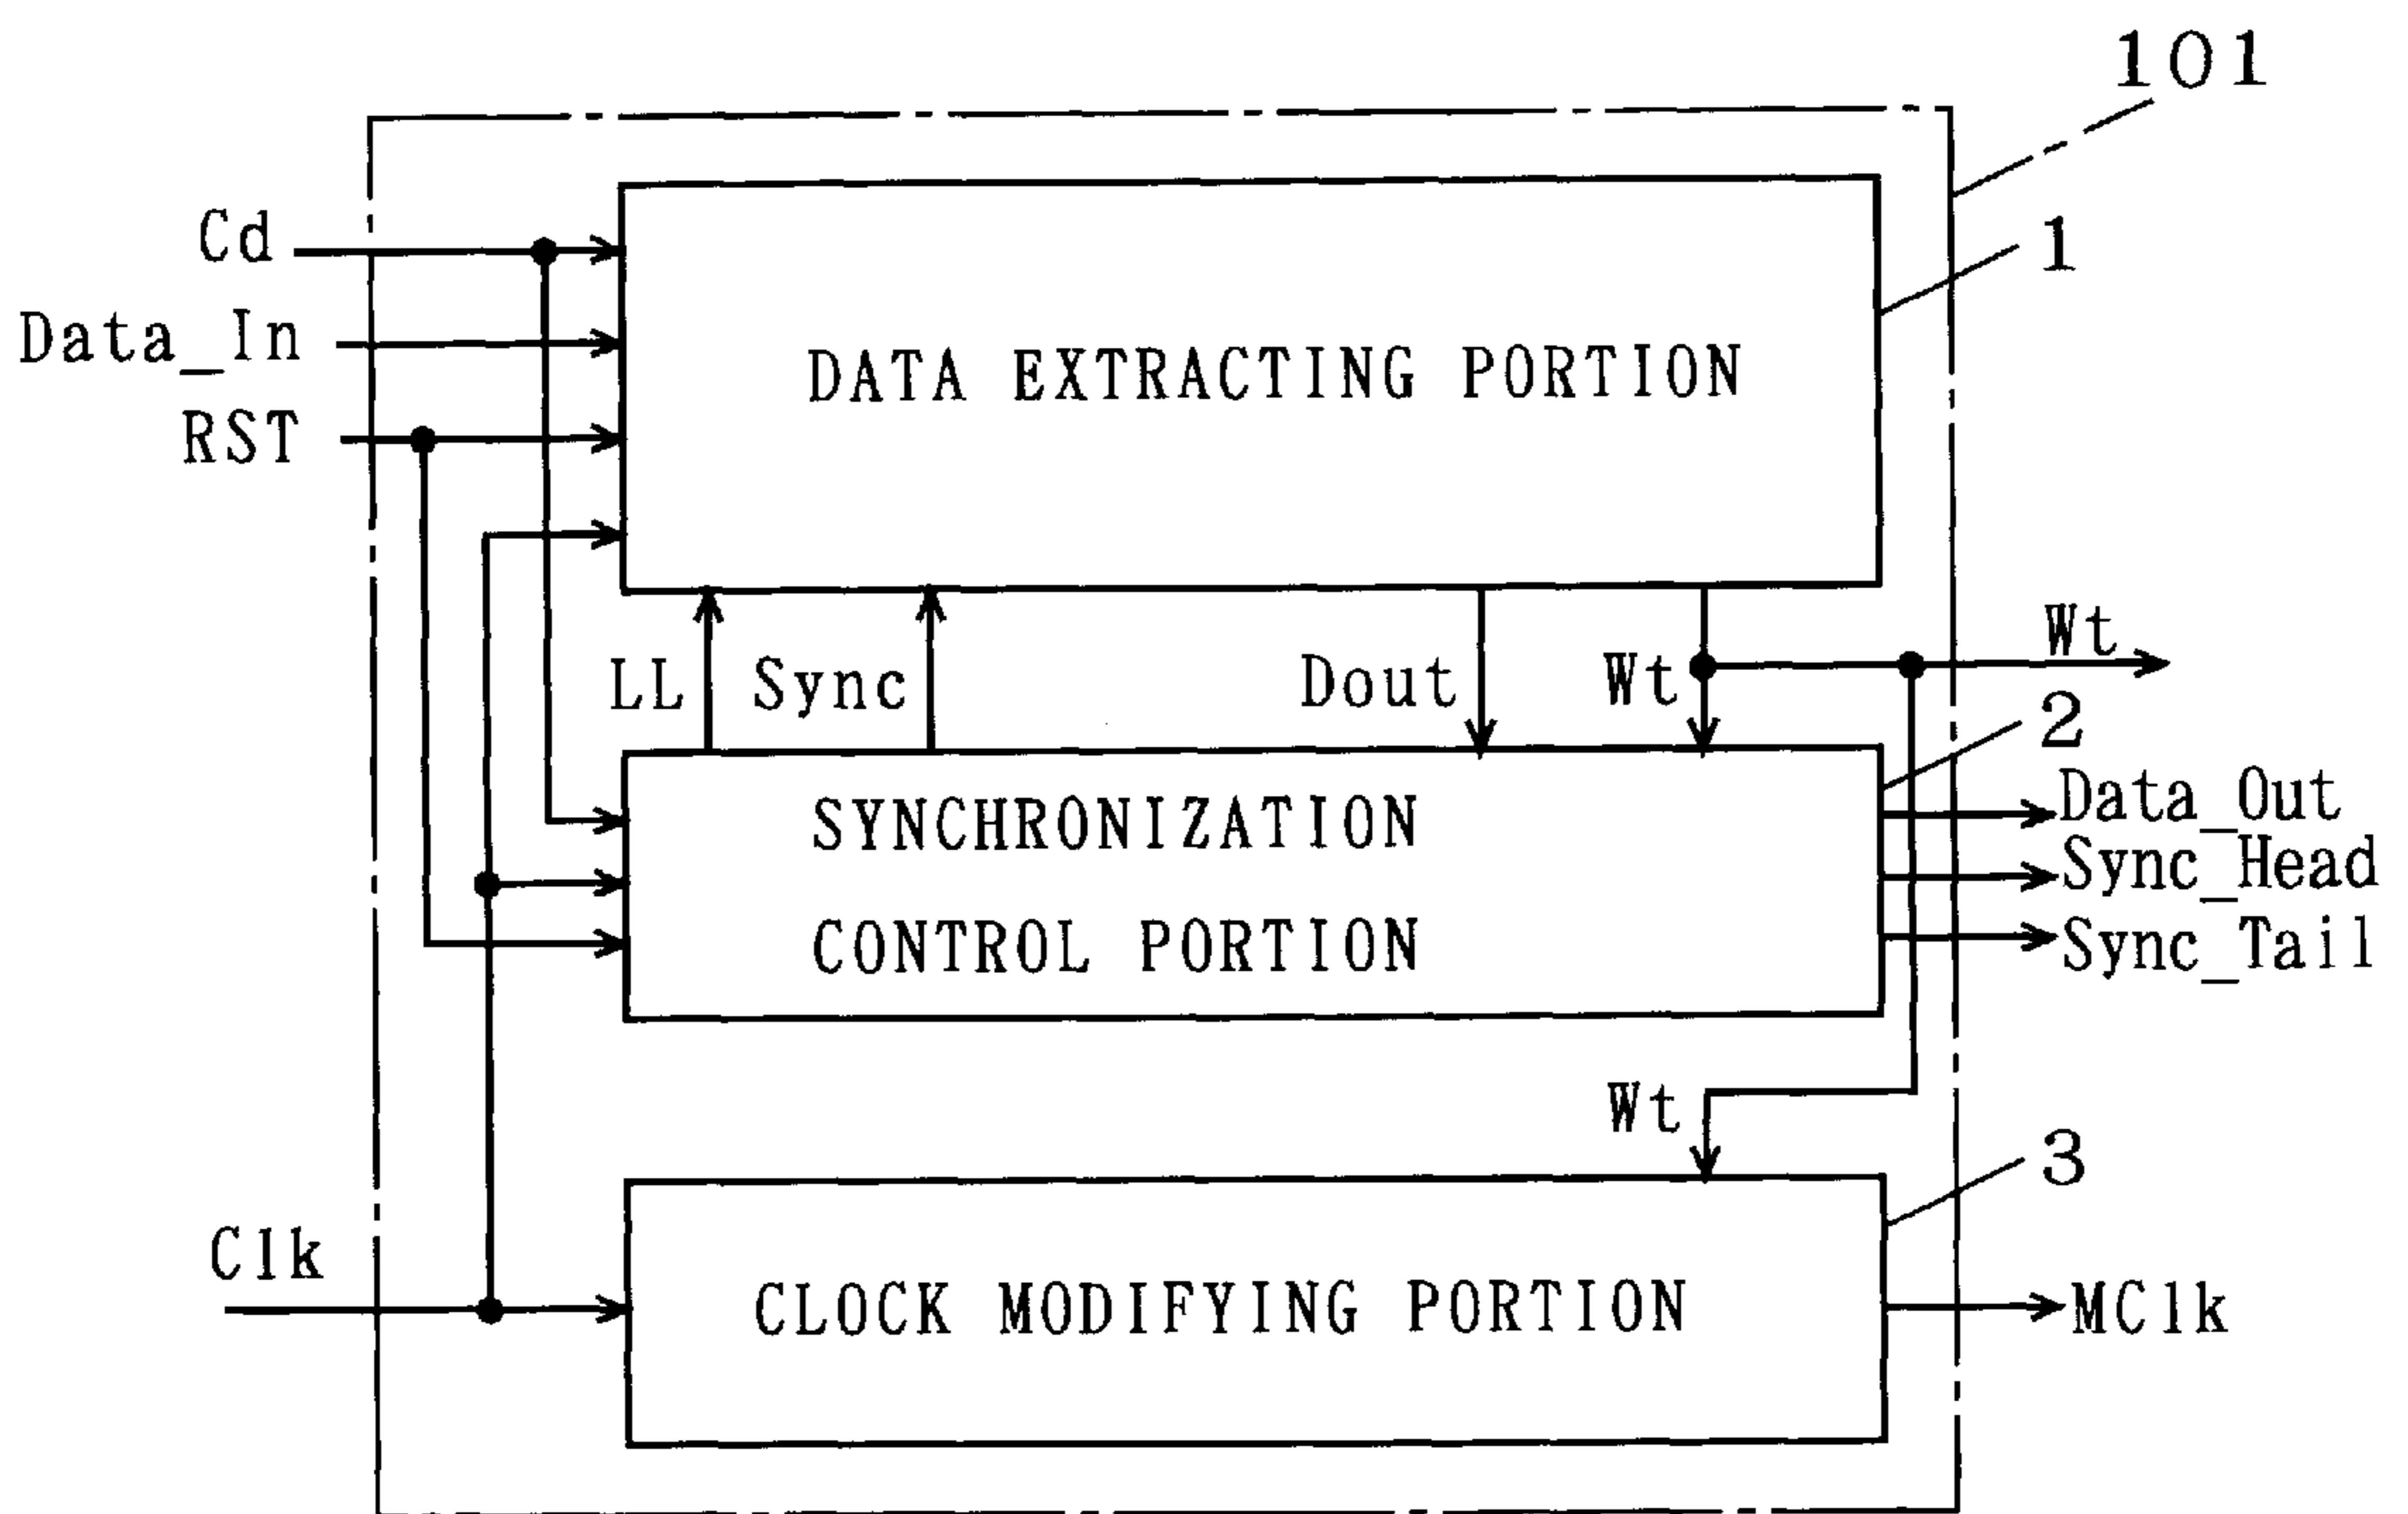 101
Cd
1
Data_In
DATA EXTRACTING PORTION
RST
Wt
LL
Sync
Dout
Wt
2
Data_Out
SYNCHRONIZATION
Sync_Head
CONTROL PORTION
Sync_Tail
Wt
3
Clk
CLOCK MODIFYING PORTION
MClk